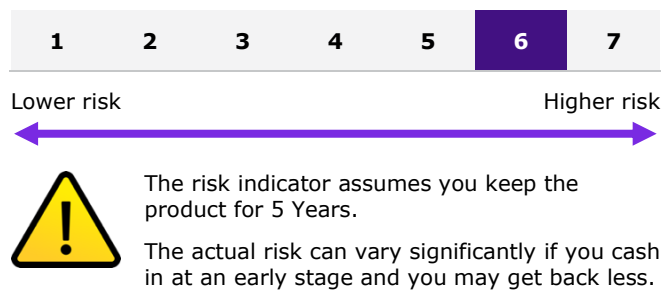 1 2 3 4 5 6 7
Lower risk Higher risk
The risk indicator assumes you keep the
product for 5 Years.
The actual risk can vary significantly if you cash
in at an early stage and you may get back less.